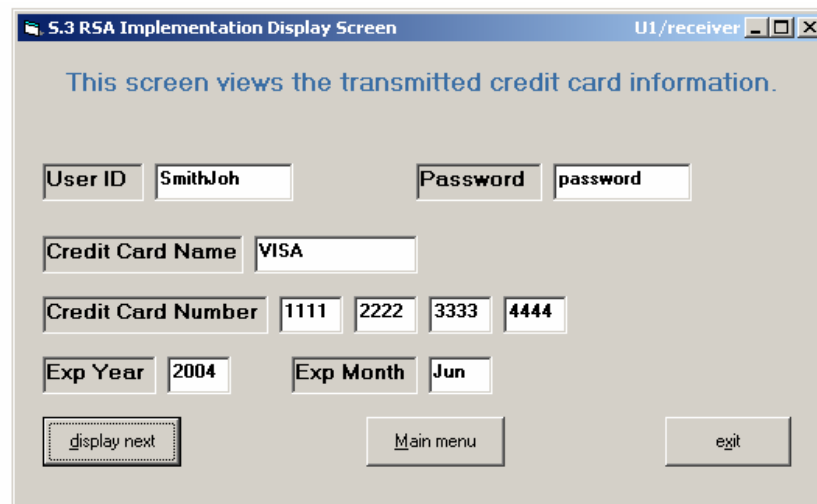 S.3 RSA Implementation Display Screen U1/receiver
This screen views the transmitted credit card information.
User ID SmithJoh Password password
Credit Card Name VISA
Credit Card Number 1111 2222 3333 4444
Exp Year 2004 Exp Month Jun
display next Main menu exit